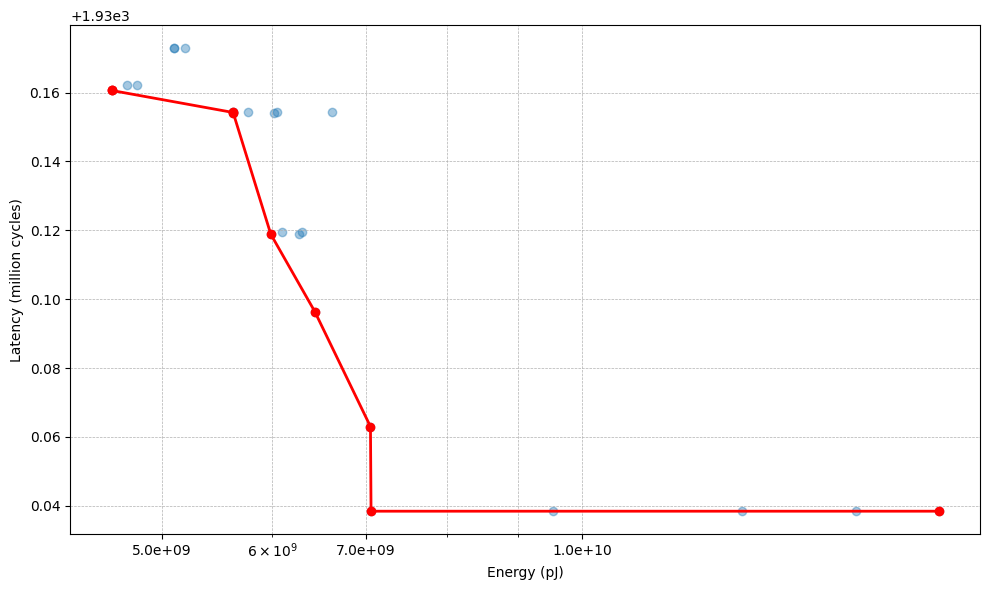 +1.93e3
0.16
0.14
0.12
0.10
0.08
0.06
0.04
Latency (million cycles)
5.0e+09
6 × 10⁹
7.0e+09
1.0e+10
Energy (pJ)